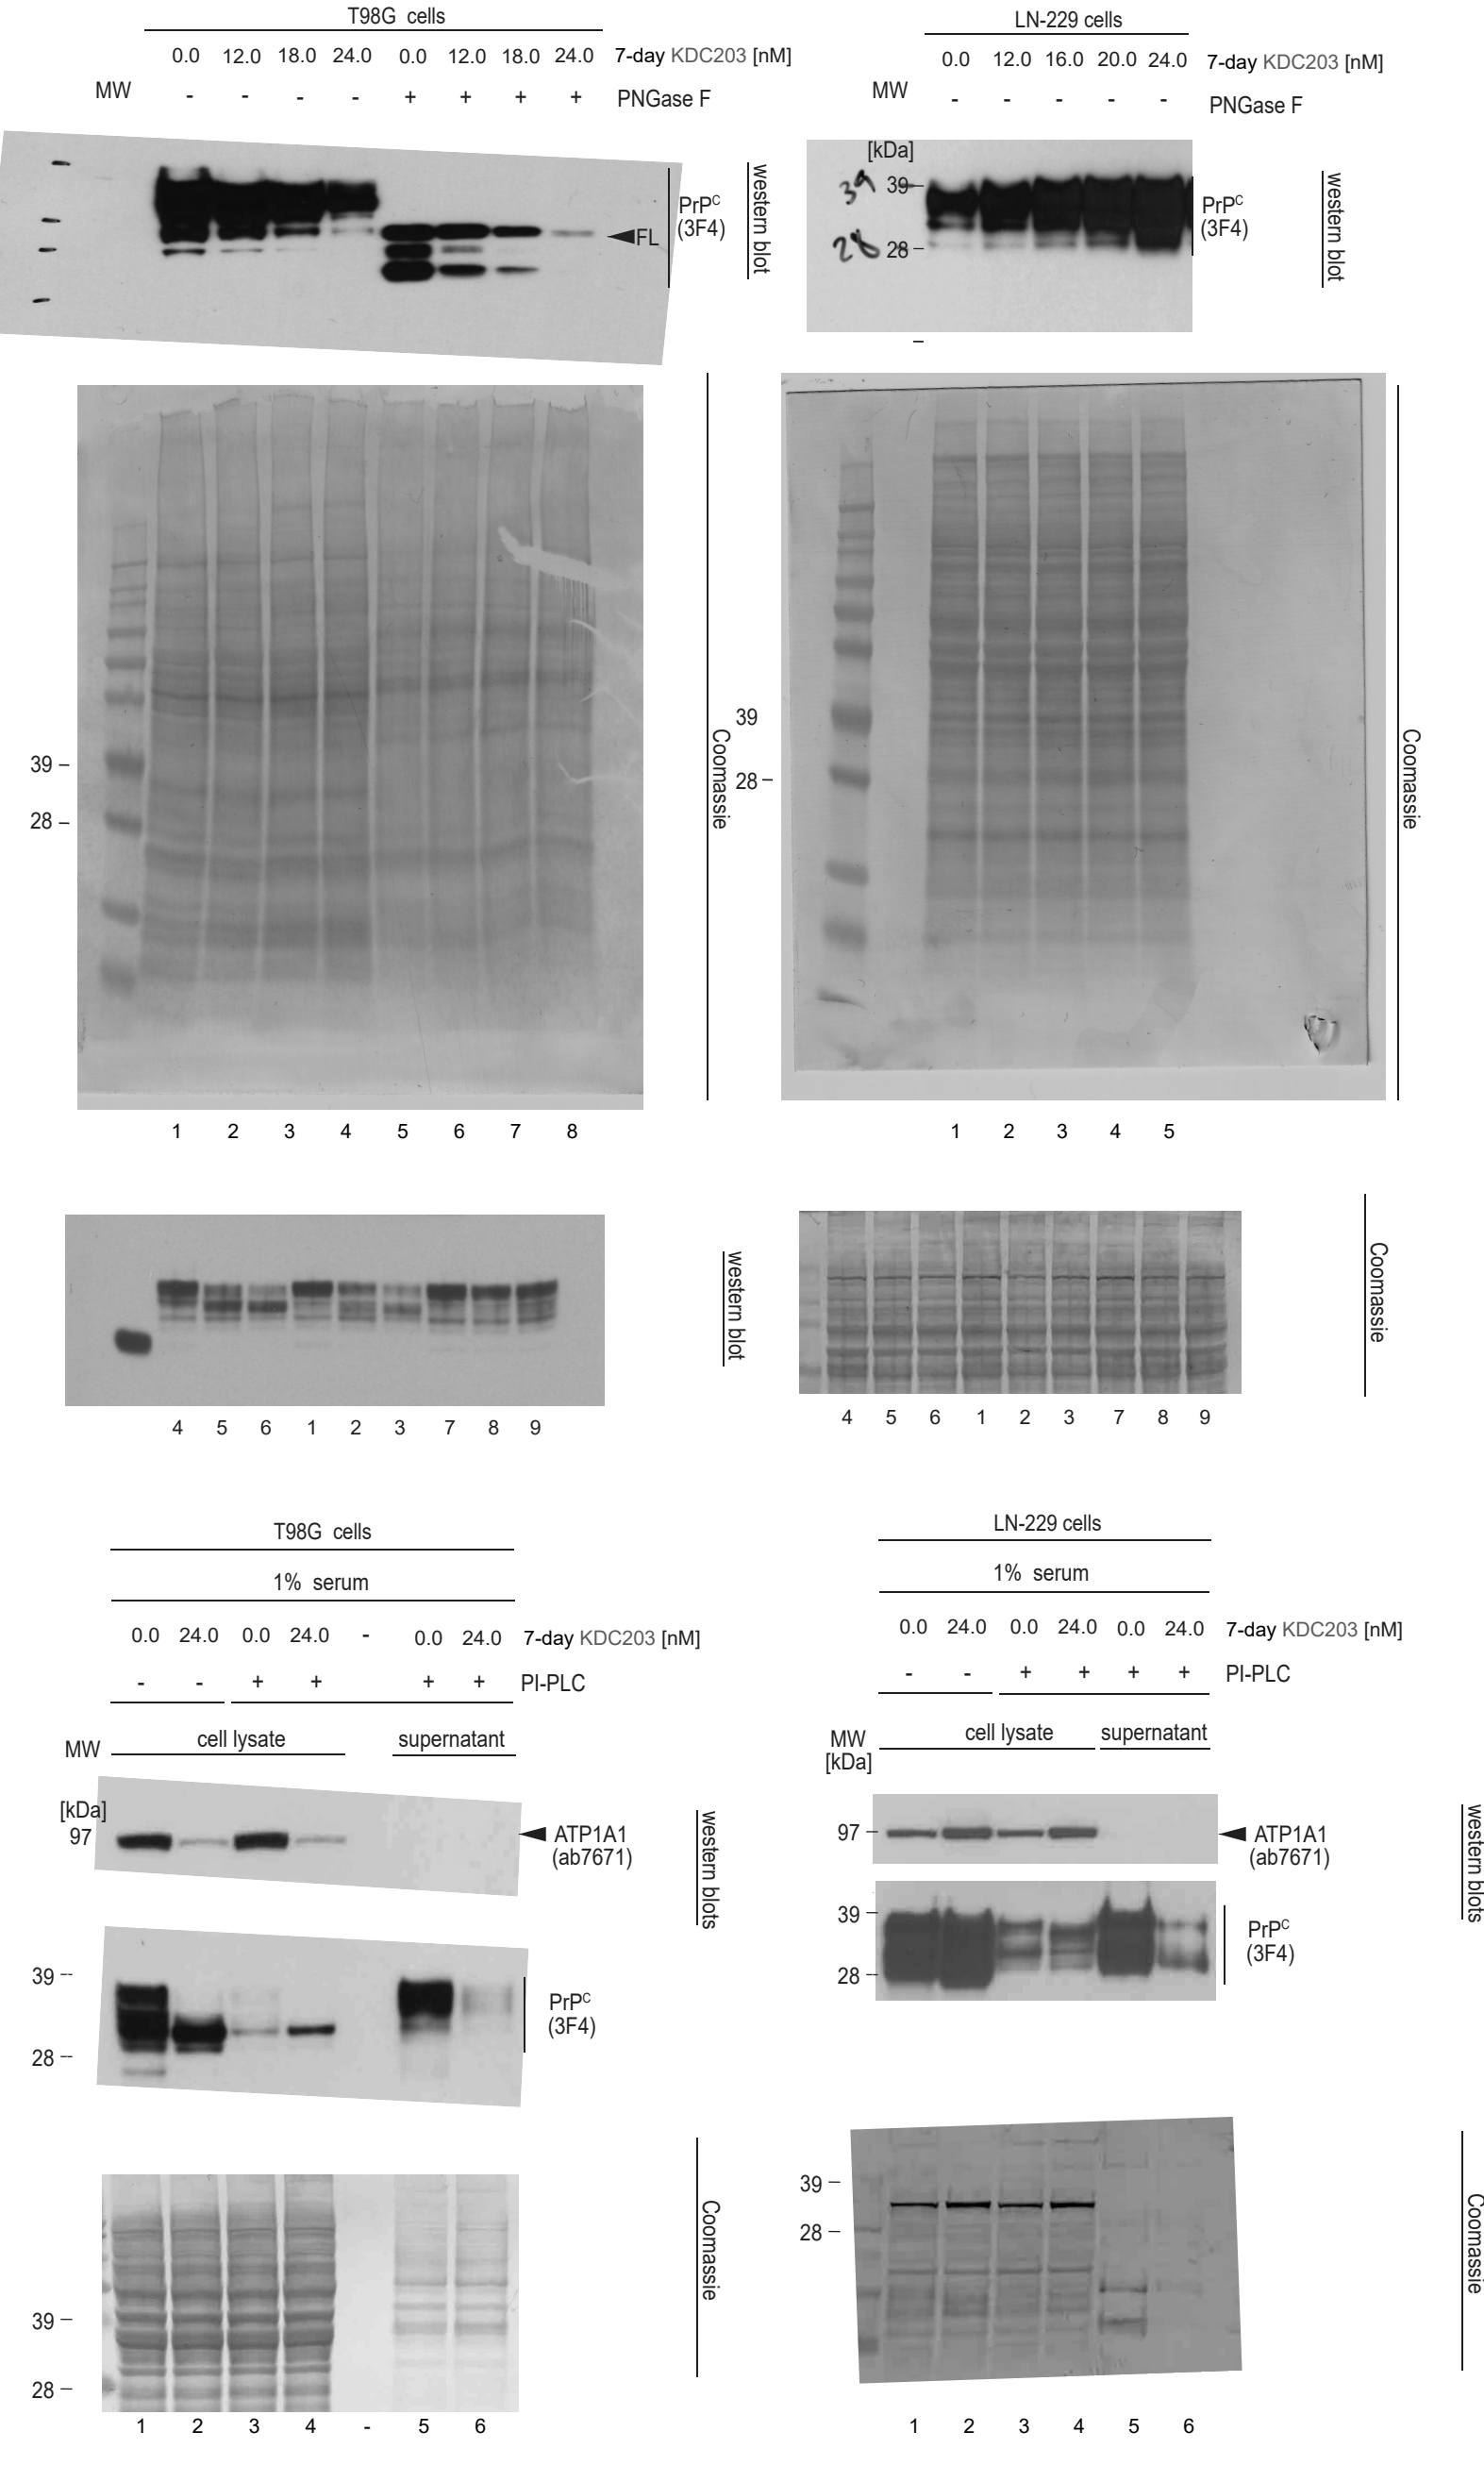 T98G cells
0.0 12.0 18.0 24.0 0.0 12.0 18.0 24.0 7-day KDC203 [nM]
MW
- - - - + + + + PNGase F
PrPC
(3F4)
FL
western blot
LN-229 cells
0.0 12.0 16.0 20.0 24.0 7-day KDC203 [nM]
MW
- - - - - PNGase F
[kDa]
39 39
28 28
PrPC
(3F4)
western blot
39
28
Coomassie
1 2 3 4 5 6 7 8
39
28
Coomassie
1 2 3 4 5
western blot
4 5 6 1 2 3 7 8 9
Coomassie
4 5 6 1 2 3 7 8 9
T98G cells
1% serum
0.0 24.0 0.0 24.0 - 0.0 24.0 7-day KDC203 [nM]
- - + + + + PI-PLC
MW
cell lysate supernatant
[kDa]
97
ATP1A1
(ab7671)
western blots
39
28
PrPC
(3F4)
39
28
Coomassie
1 2 3 4 - 5 6
LN-229 cells
1% serum
0.0 24.0 0.0 24.0 0.0 24.0 7-day KDC203 [nM]
- - + + + + PI-PLC
MW
[kDa]
cell lysate supernatant
97
ATP1A1
(ab7671)
western blots
39
28
PrPC
(3F4)
39
28
Coomassie
1 2 3 4 5 6